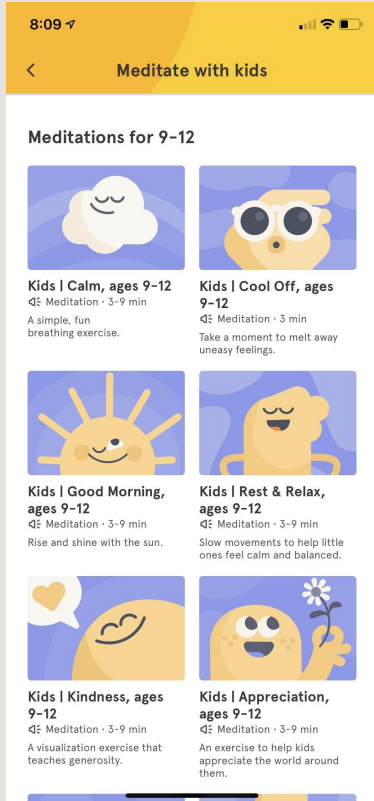 8:09
Meditate with kids
Meditations for 9-12
Kids | Calm, ages 9-12
Meditation · 3-9 min
A simple, fun
breathing exercise.
Kids | Cool Off, ages
9-12
Meditation · 3 min
Take a moment to melt away
uneasy feelings.
Kids | Good Morning,
ages 9-12
Meditation · 3-9 min
Rise and shine with the sun.
Kids | Rest & Relax,
ages 9-12
Meditation · 3-9 min
Slow movements to help little
ones feel calm and balanced.
Kids | Kindness, ages
9-12
Meditation · 3-9 min
A visualization exercise that
teaches generosity.
Kids | Appreciation,
ages 9-12
Meditation · 3-9 min
An exercise to help kids
appreciate the world around
them.